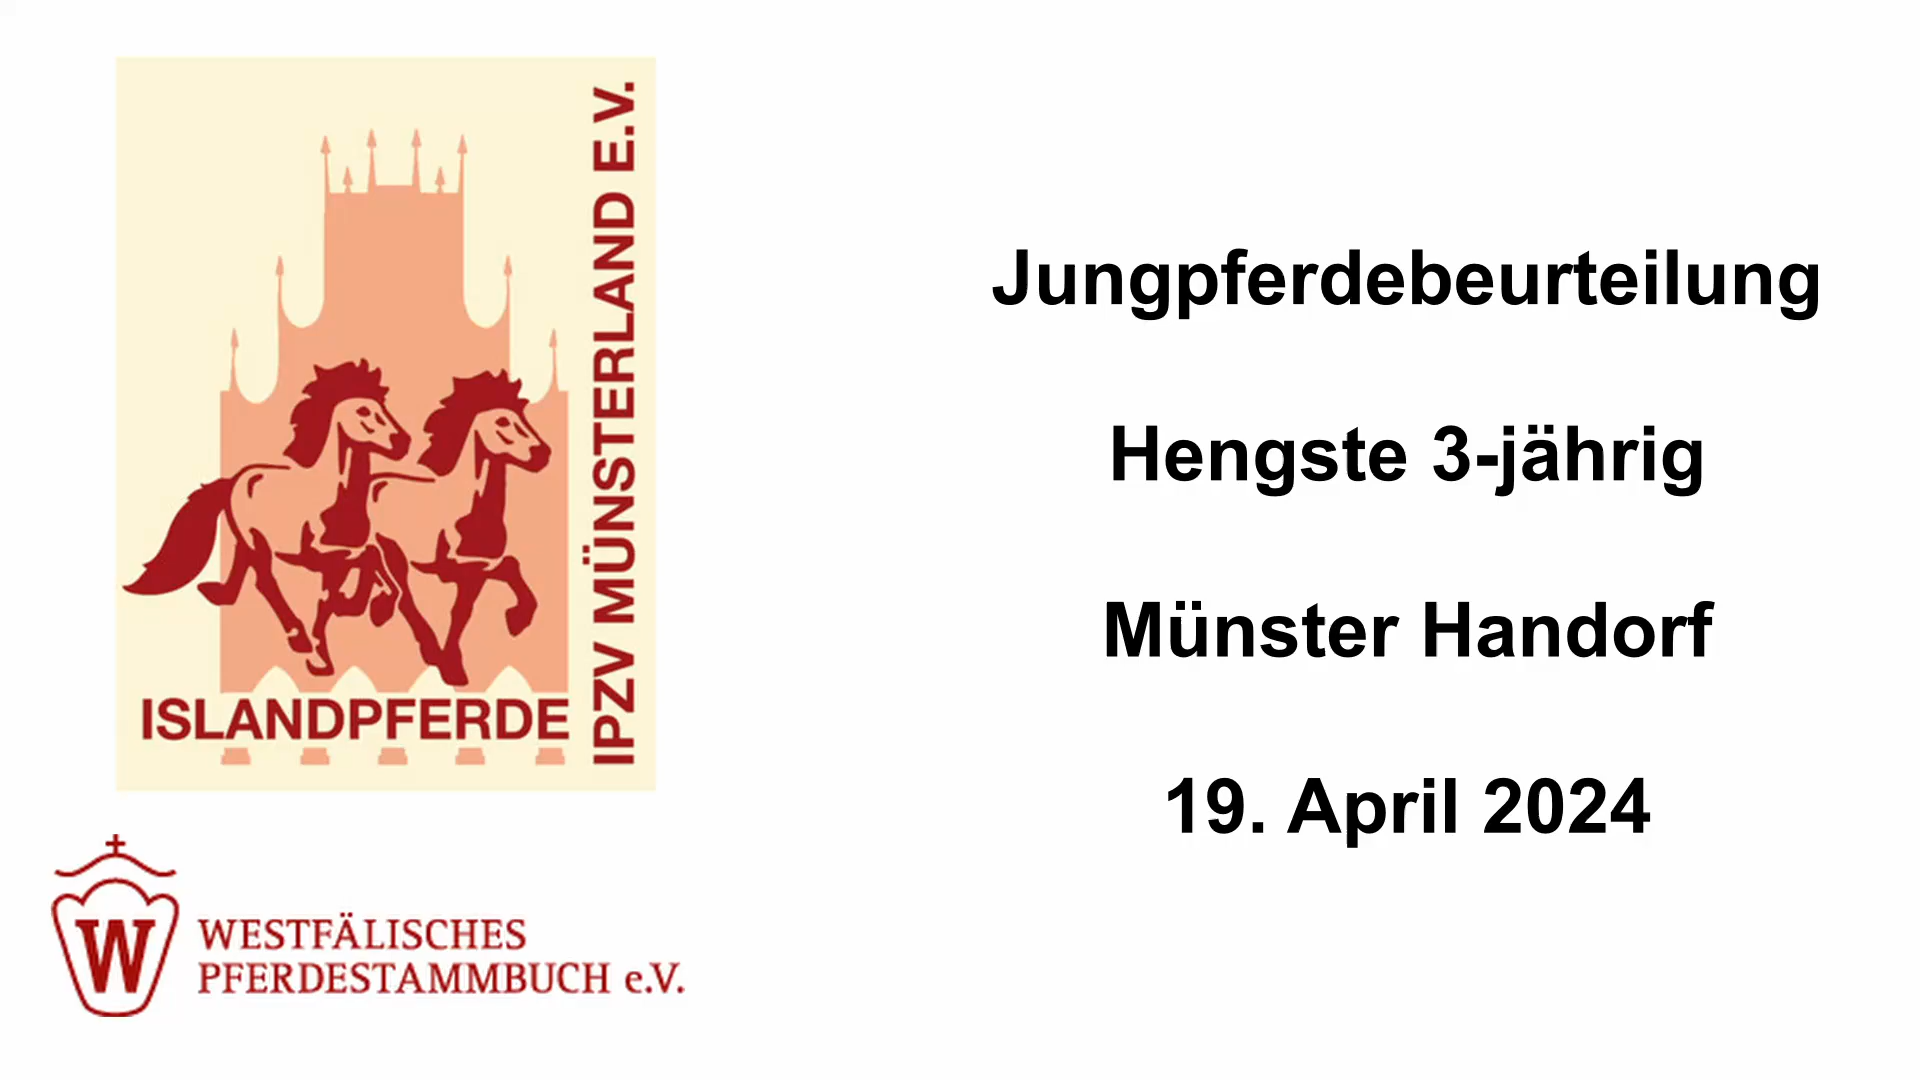 ISLANDPFERDE
IPZV MÜNSTERLAND E.V.
W
WESTFÄLISCHES
PFERDESTAMMBUCH e.V.
Jungpferdebeurteilung
Hengste 3-jährig
Münster Handorf
19. April 2024